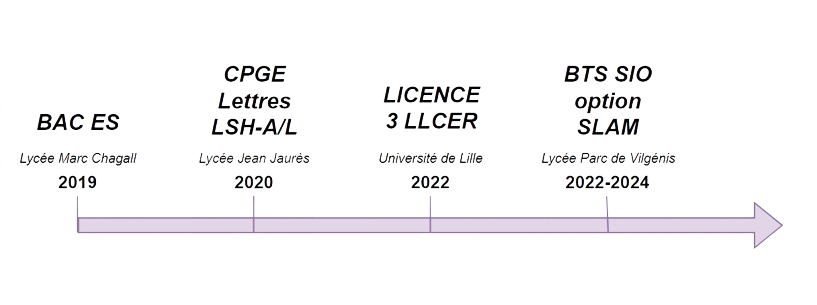 BAC ES
Lycée Marc Chagall
2019
CPGE
Lettres
LSH-A/L
Lycée Jean Jaurès
2020
LICENCE
3 LLCER
Université de Lille
2022
BTS SIO
option
SLAM
Lycée Parc de Vilgénis
2022-2024